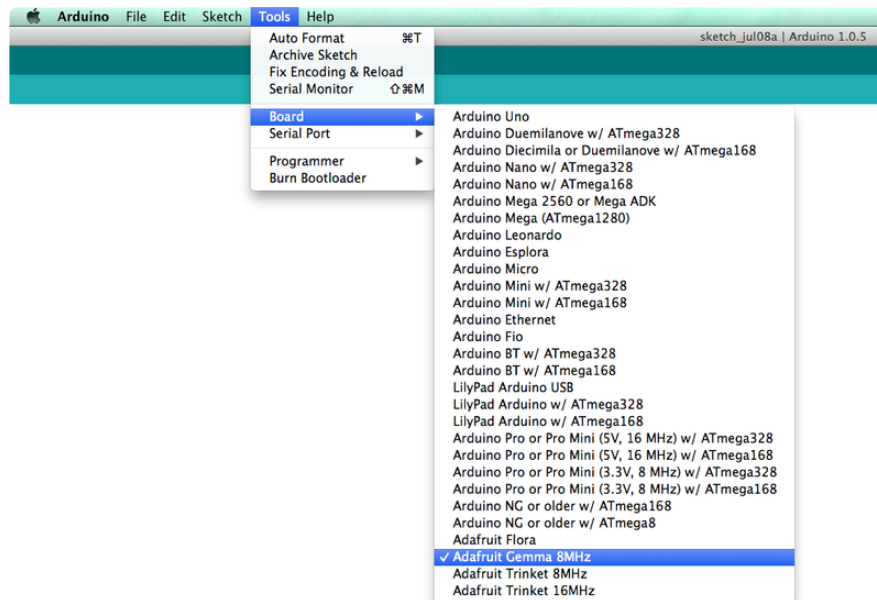 Arduino File Edit Sketch Tools Help
sketch_jul08a | Arduino 1.0.5
Auto Format ⌘T
Archive Sketch
Fix Encoding & Reload
Serial Monitor ⇧⌘M
Board
Serial Port
Programmer
Burn Bootloader
Arduino Uno
Arduino Duemilanove w/ ATmega328
Arduino Diecimila or Duemilanove w/ ATmega168
Arduino Nano w/ ATmega328
Arduino Nano w/ ATmega168
Arduino Mega 2560 or Mega ADK
Arduino Mega (ATmega1280)
Arduino Leonardo
Arduino Esplora
Arduino Micro
Arduino Mini w/ ATmega328
Arduino Mini w/ ATmega168
Arduino Ethernet
Arduino Fio
Arduino BT w/ ATmega328
Arduino BT w/ ATmega168
LilyPad Arduino USB
LilyPad Arduino w/ ATmega328
LilyPad Arduino w/ ATmega168
Arduino Pro or Pro Mini (5V, 16 MHz) w/ ATmega328
Arduino Pro or Pro Mini (5V, 16 MHz) w/ ATmega168
Arduino Pro or Pro Mini (3.3V, 8 MHz) w/ ATmega328
Arduino Pro or Pro Mini (3.3V, 8 MHz) w/ ATmega168
Arduino NG or older w/ ATmega168
Arduino NG or older w/ ATmega8
Adafruit Flora
✓ Adafruit Gemma 8MHz
Adafruit Trinket 8MHz
Adafruit Trinket 16MHz